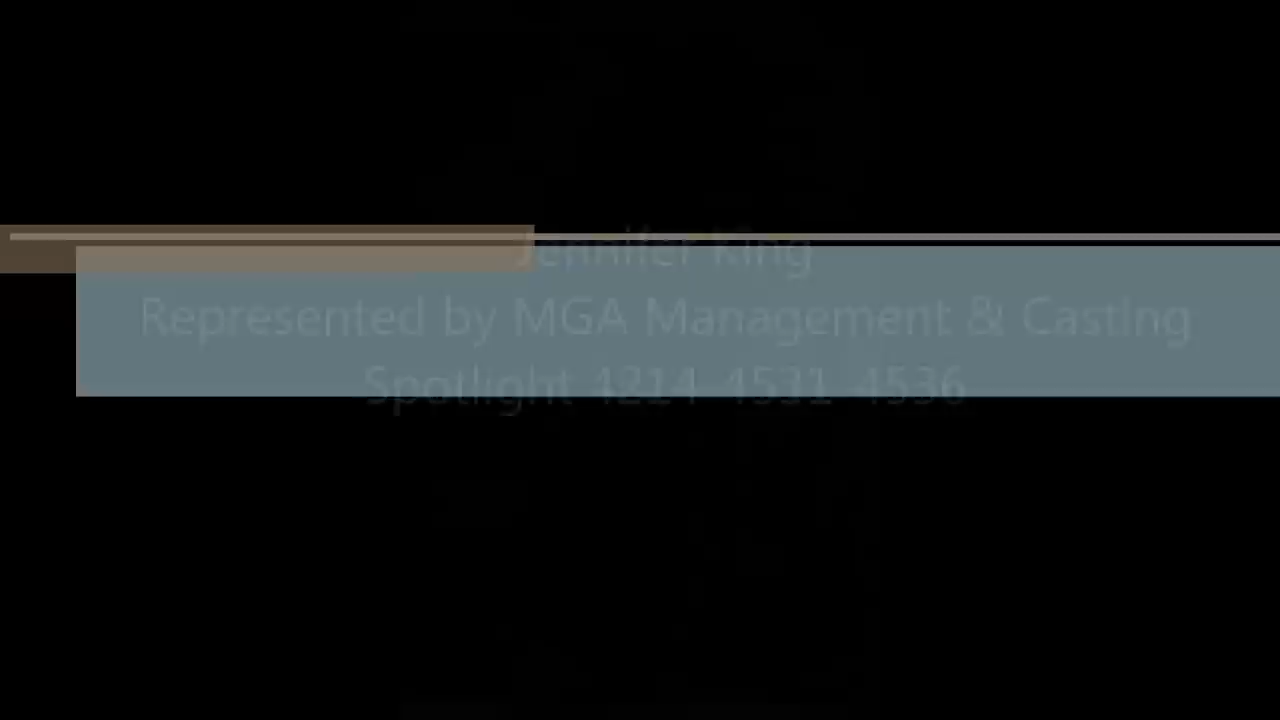 Jennifer King
Represented by MGA Management & Casting
Spotlight 4214-4531-4536